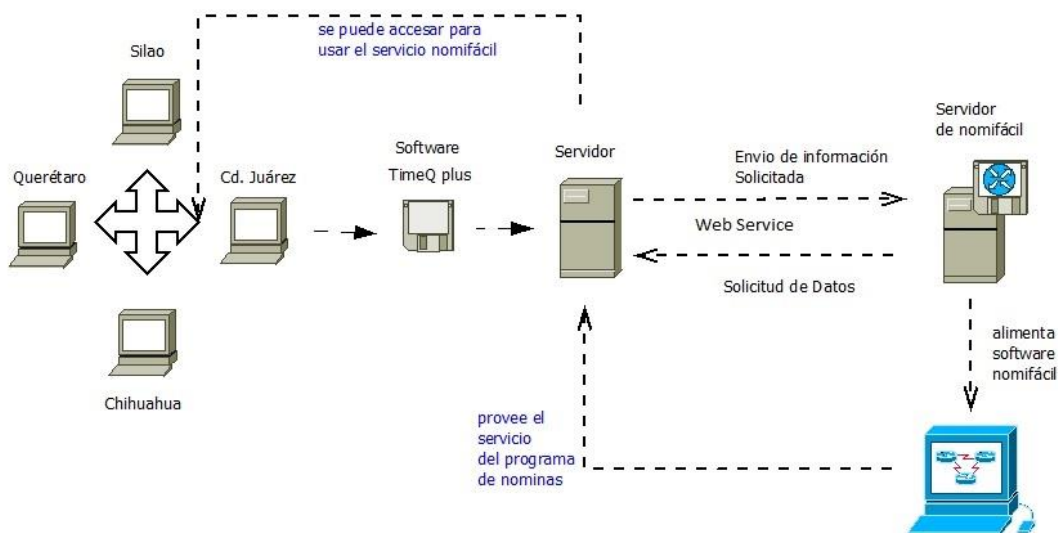 se puede accesar para
usar el servicio nomifácil
Silao
Servidor
de nomifácil
Software
TimeQ plus
Servidor
Envio de información
Solicitada
Querétaro
Cd. Juárez
Web Service
Solicitud de Datos
alimenta
software
nomifácil
Chihuahua
provee el
servicio
del programa
de nominas